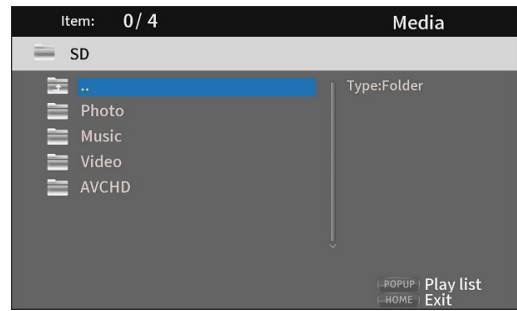 Item: 0/ 4 Media
SD
..
Type:Folder
Photo
Music
Video
AVCHD
POPUP Play list
HOME Exit